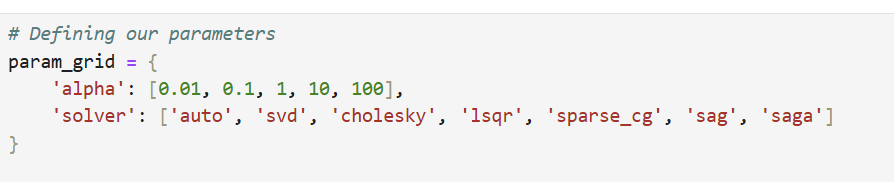 # Defining our parameters
param_grid = {
    'alpha': [0.01, 0.1, 1, 10, 100],
    'solver': ['auto', 'svd', 'cholesky', 'lsqr', 'sparse_cg', 'sag', 'saga']
}